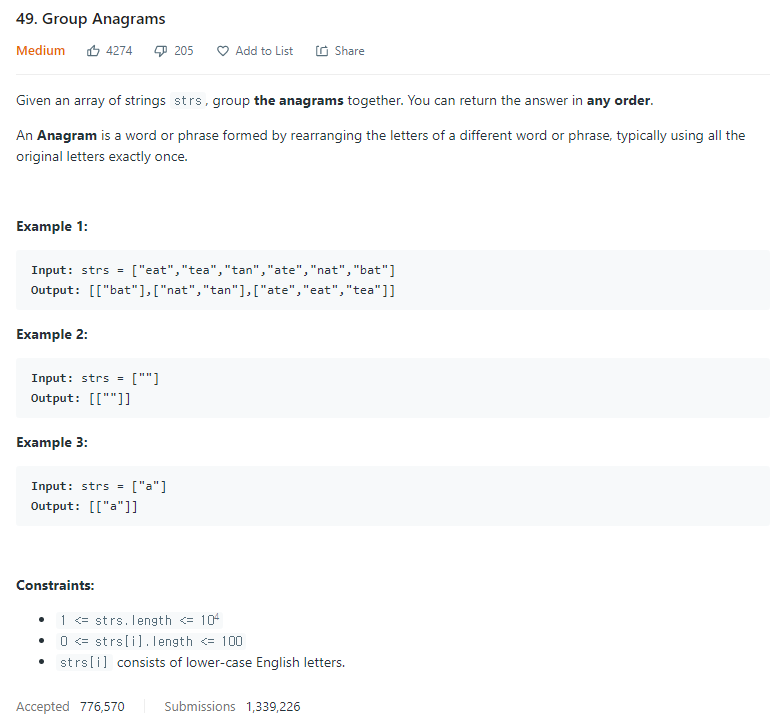 49. Group Anagrams
Medium 4274 205 Add to List Share
Given an array of strings strs, group the anagrams together. You can return the answer in any order.
An Anagram is a word or phrase formed by rearranging the letters of a different word or phrase, typically using all the
original letters exactly once.
Example 1:
Input: strs = ["eat","tea","tan","ate","nat","bat"]
Output: [["bat"],["nat","tan"],["ate","eat","tea"]]
Example 2:
Input: strs = [""]
Output: [[""]]
Example 3:
Input: strs = ["a"]
Output: [["a"]]
Constraints:
• 1 <= strs.length <= 10⁴
• 0 <= strs[i].length <= 100
• strs[i] consists of lower-case English letters.
Accepted 776,570 Submissions 1,339,226